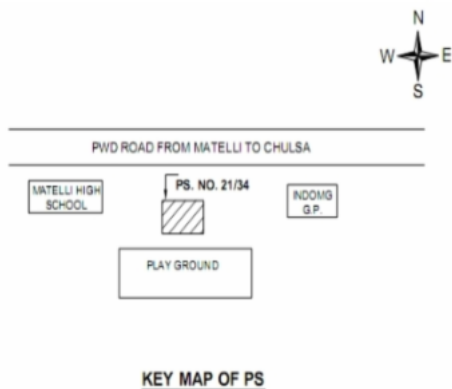 N
W E
S
PWD ROAD FROM MATELLI TO CHULSA
MATELLI HIGH
SCHOOL
PS. NO. 21/34
INDOMG
G.P.
PLAY GROUND
KEY MAP OF PS